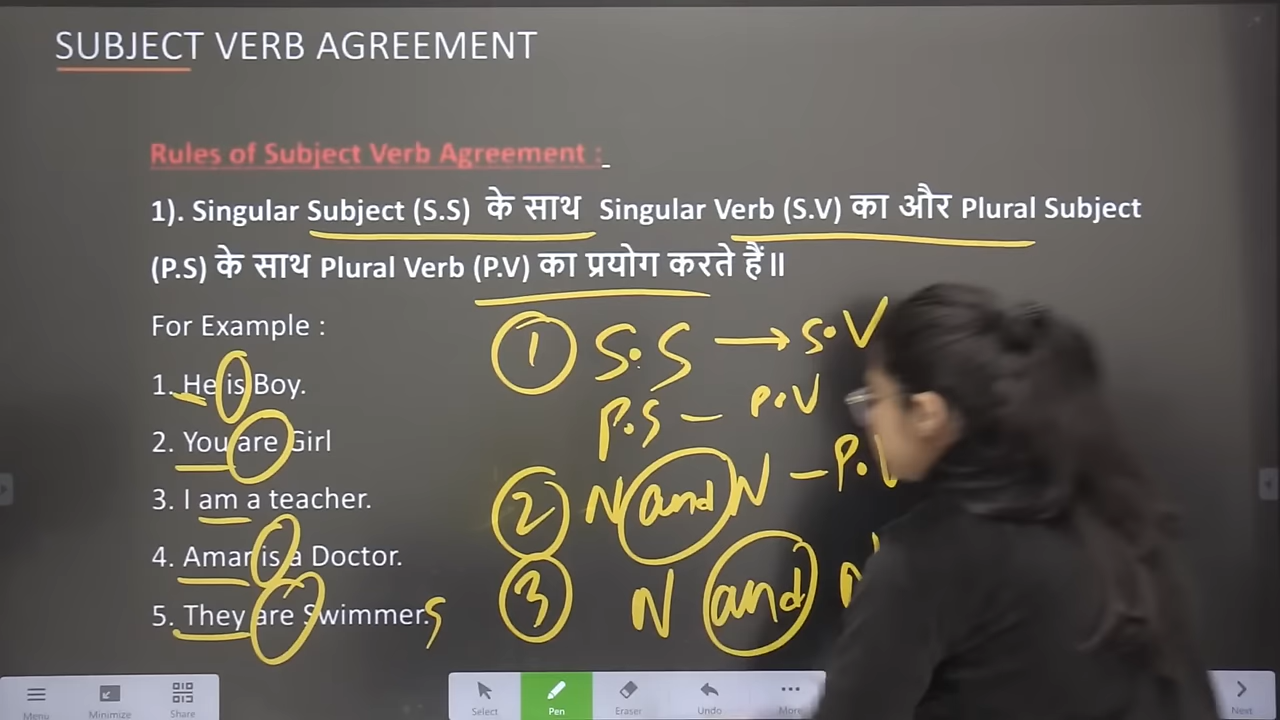 SUBJECT VERB AGREEMENT
Rules of Subject Verb Agreement :
1). Singular Subject (S.S) के साथ Singular Verb (S.V) का और Plural Subject
(P.S) के साथ Plural Verb (P.V) का प्रयोग करते हैं॥
For Example :
1. He is Boy.
2. You are Girl
3. I am a teacher.
4. Amar is a Doctor.
5. They are Swimmer.s
1 S.S → S.V
P.S — P.V
2 N and N — P.V
3 N and N
Menu
Minimize
Share
Select
Pen
Eraser
Undo
More
Next